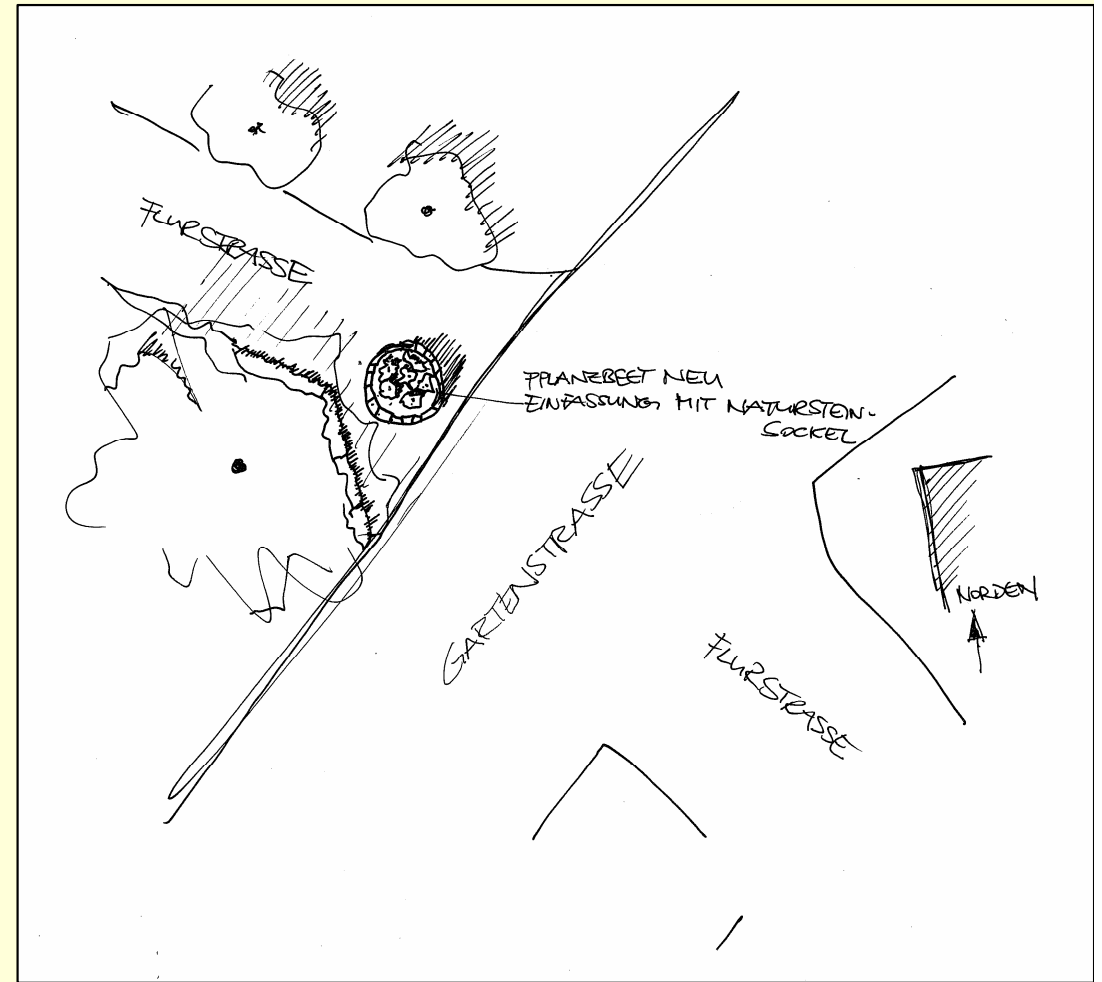 FLURSTRASSE
PFLANZBEET NEU
EINFASSUNG MIT NATURSTEIN-
SOCKEL
GARTENSTRASSE
NORDEN
FLURSTRASSE